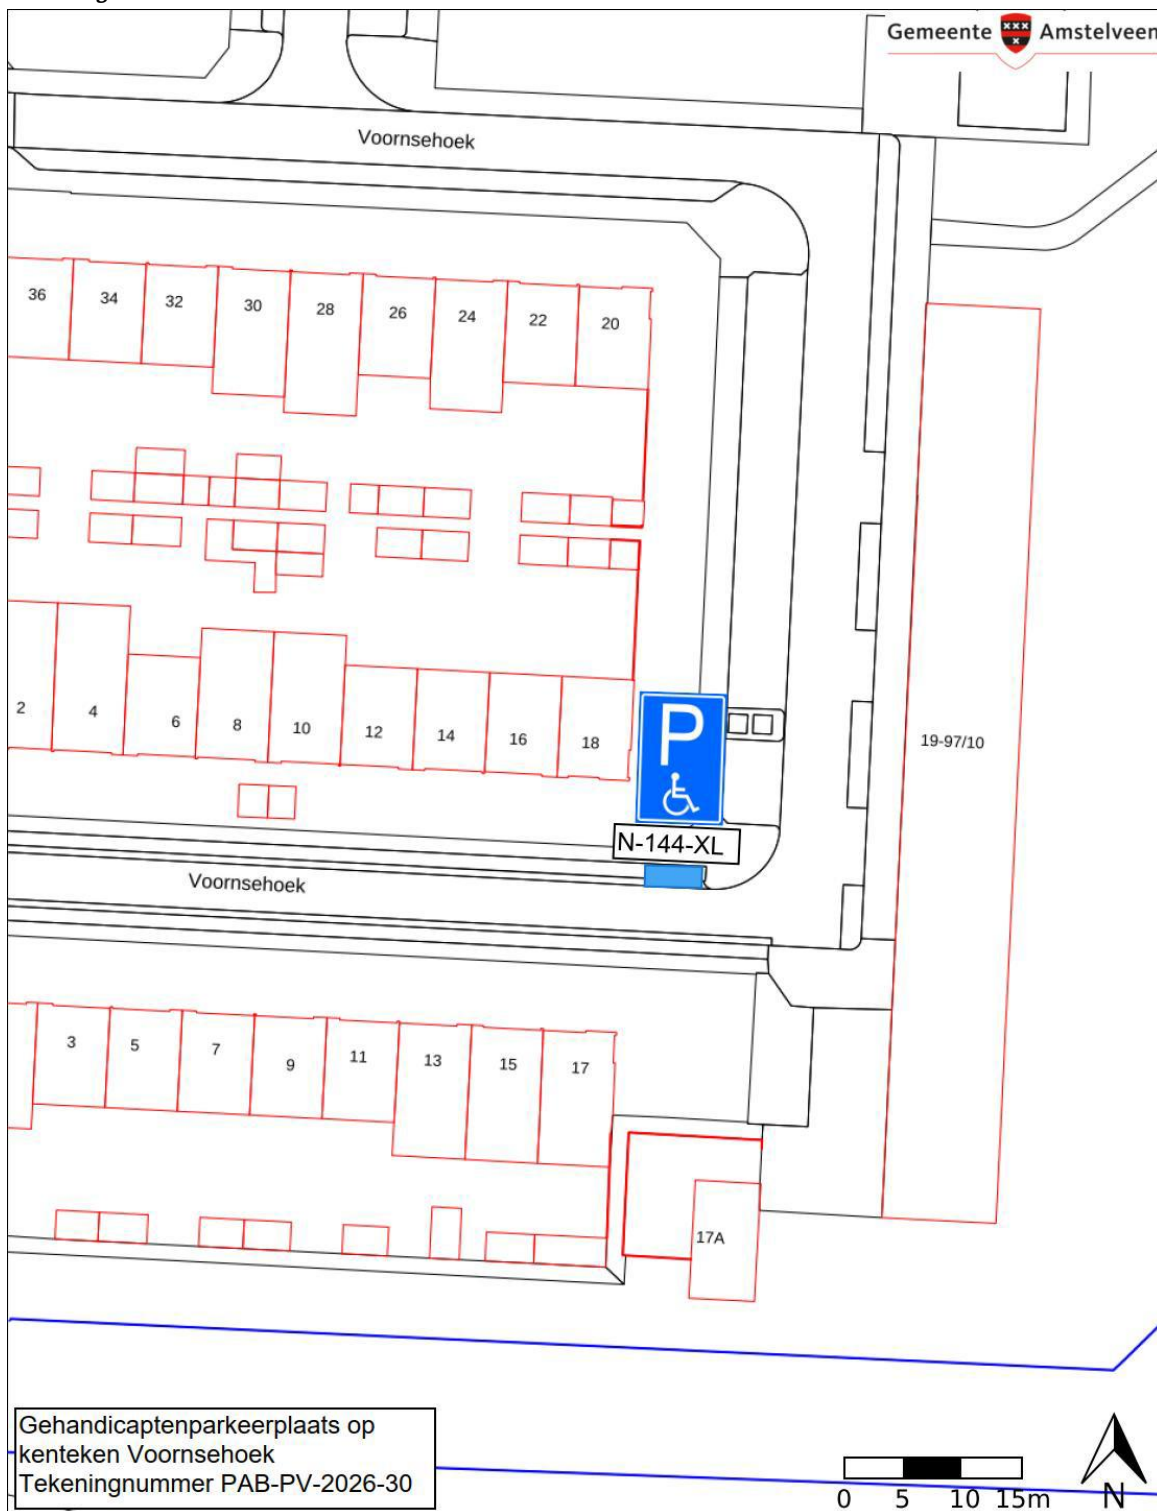 Gemeente Amstelveen
Voornsehoek
36 34 32 30 28 26 24 22 20
2 4 6 8 10 12 14 16 18
P
19-97/10
N-144-XL
Voornsehoek
3 5 7 9 11 13 15 17
17A
Gehandicaptenparkeerplaats op
kenteken Voornsehoek
Tekeningnummer PAB-PV-2026-30
0 5 10 15m
N